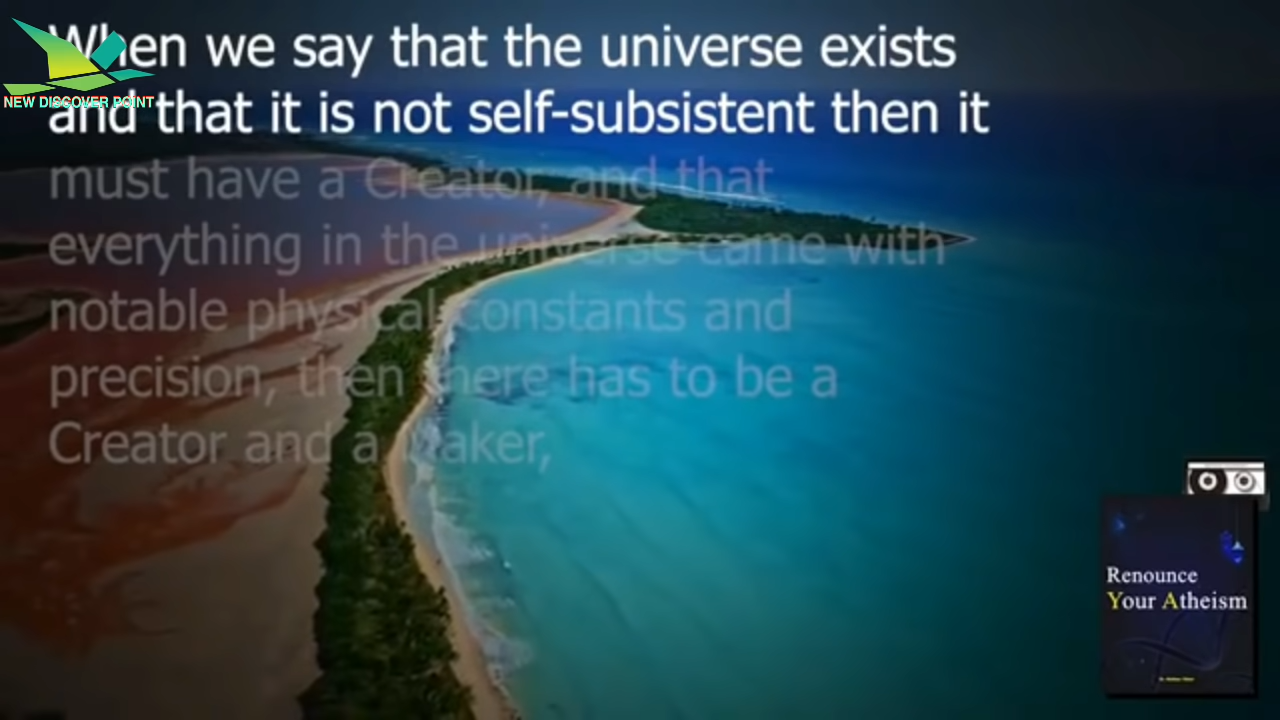 When we say that the universe exists
and that it is not self-subsistent then it
must have a Creator, and that
everything in the universe came with
notable physical constants and
precision, then there has to be a
Creator and a Maker,
NEW DISCOVER POINT
Renounce
Your Atheism